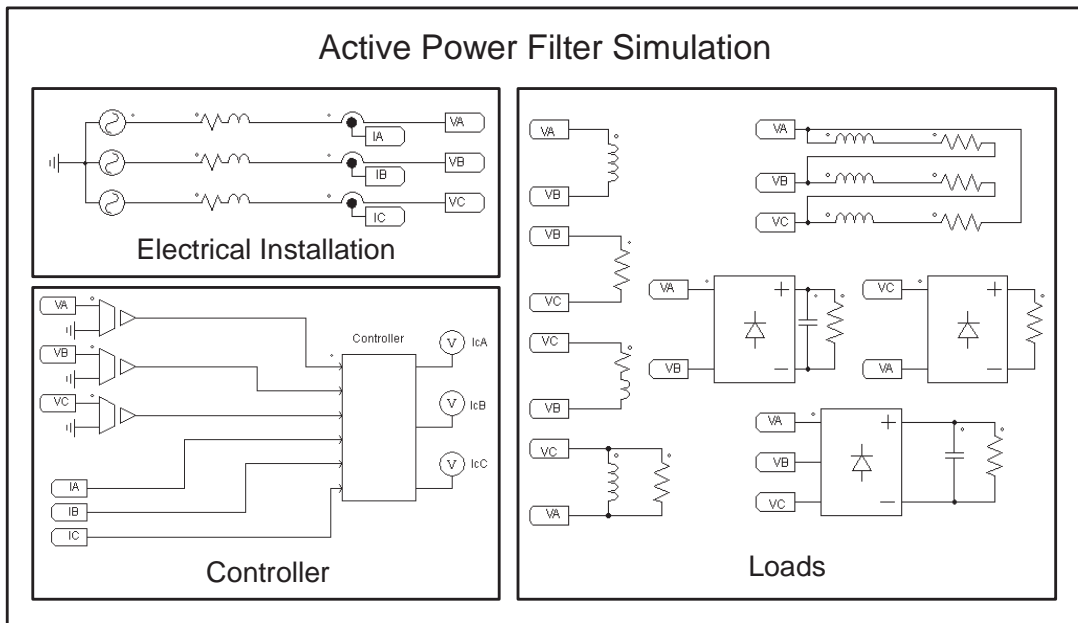 Active Power Filter Simulation
VA
IA
VB
IB
VC
IC
Electrical Installation
VA
VB
VC
IA
IB
IC
Controller
V
IcA
V
IcB
V
IcC
Controller
VA
VB
VB
VC
VC
VB
VC
VA
VA
VB
VC
VA
VB
+
−
VC
VA
+
−
VA
VB
VC
+
−
Loads